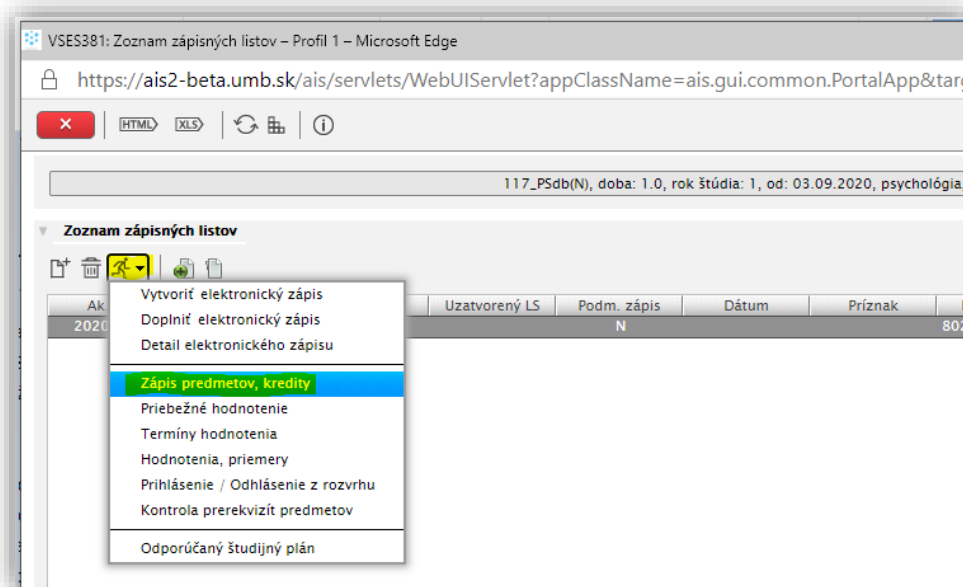 VSES381: Zoznam zápisných listov – Profil 1 – Microsoft Edge
https://ais2-beta.umb.sk/ais/servlets/WebUIServlet?appClassName=ais.gui.common.PortalApp&targ
HTML XLS
117_PSdb(N), doba: 1.0, rok štúdia: 1, od: 03.09.2020, psychológia,
Zoznam zápisných listov
Ak Uzatvorený LS Podm. zápis Dátum Príznak
2020 N 802
Vytvoriť elektronický zápis
Doplniť elektronický zápis
Detail elektronického zápisu
Zápis predmetov, kredity
Priebežné hodnotenie
Termíny hodnotenia
Hodnotenia, priemery
Prihlásenie / Odhlásenie z rozvrhu
Kontrola prerekvizít predmetov
Odporúčaný študijný plán